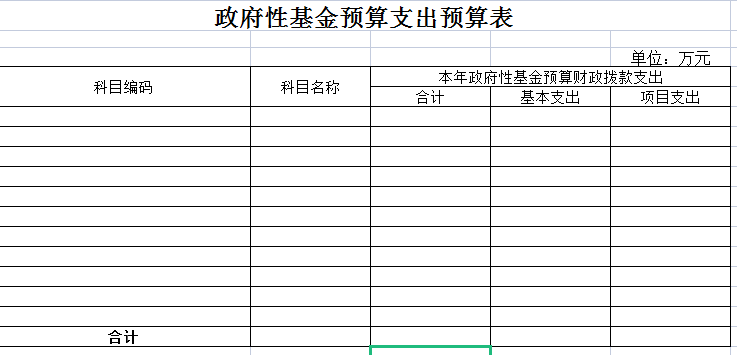 政府性基金预算支出预算表
单位：万元
科目编码 科目名称 本年政府性基金预算财政拨款支出
合计 基本支出 项目支出
合计